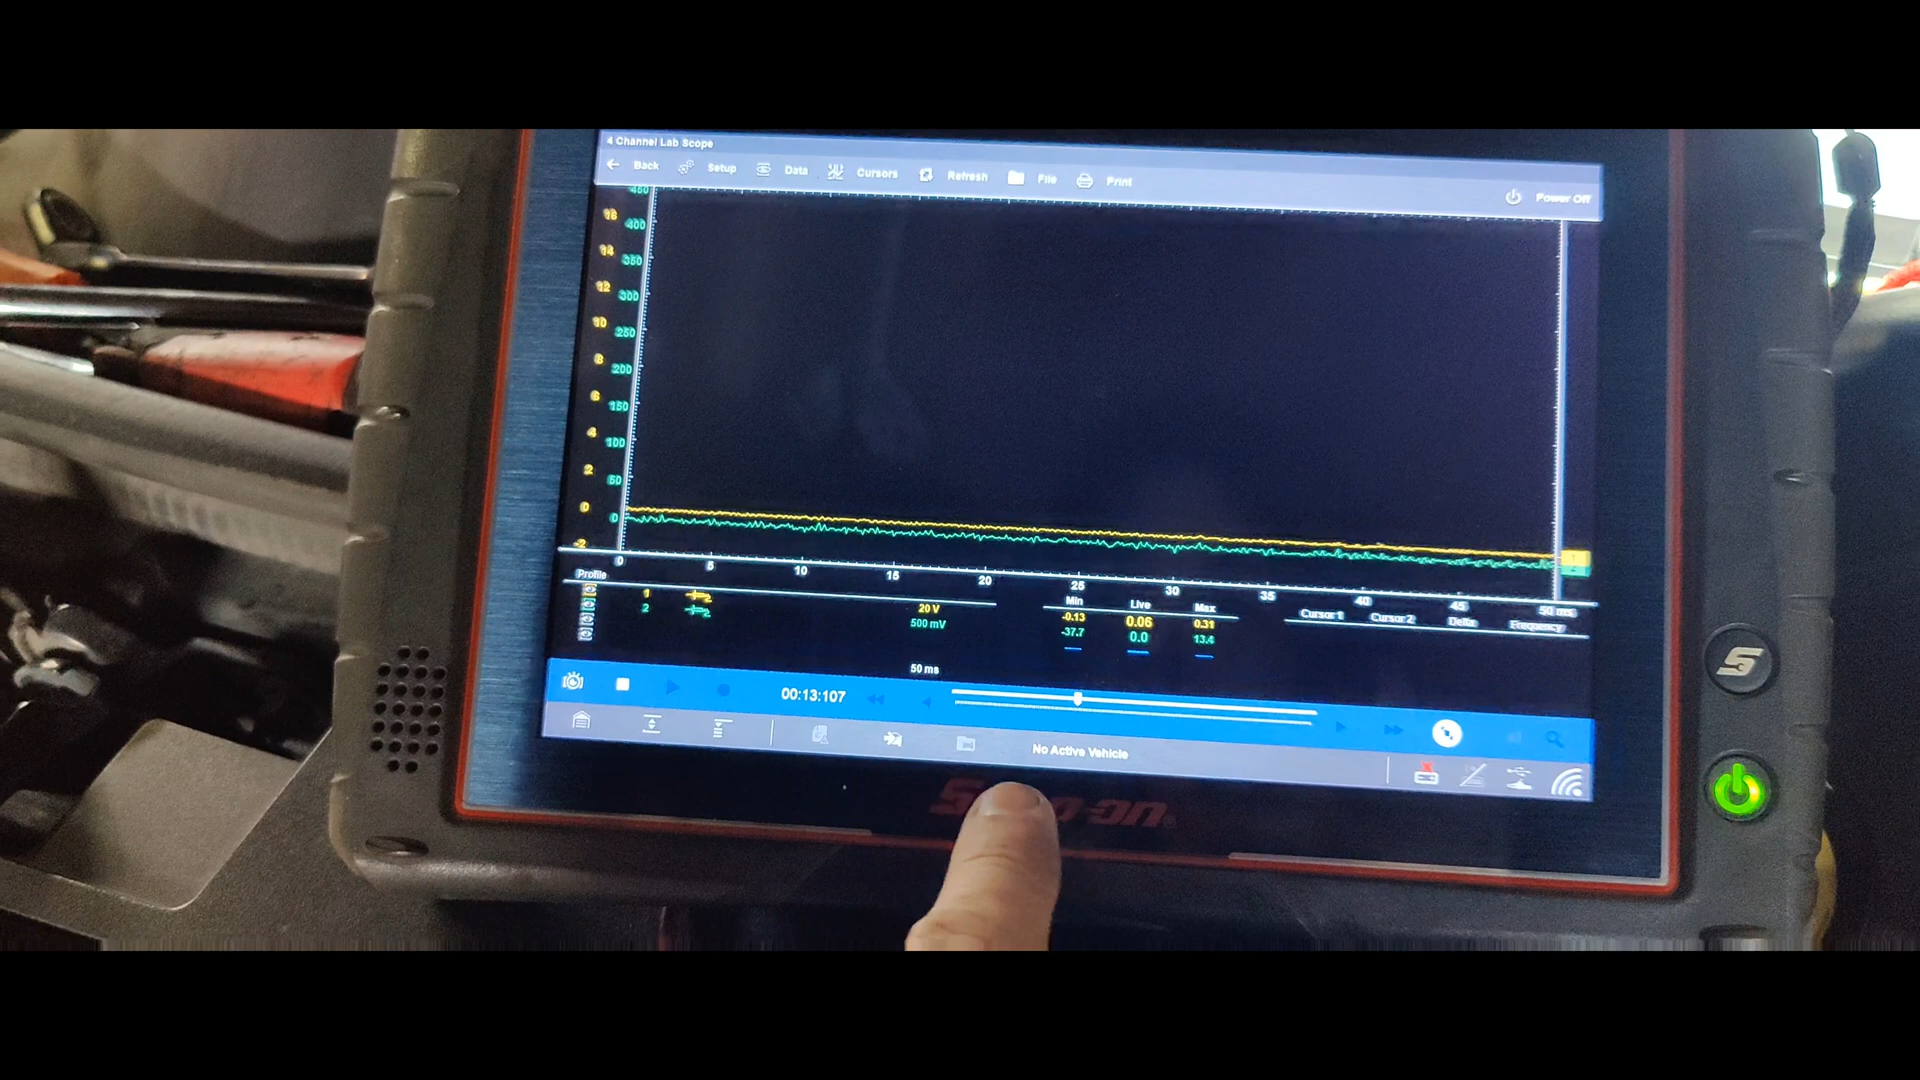 4 Channel Lab Scope
Back Setup Data Cursors Refresh File Print Power Off
450
16 400
14 350
12 300
10 250
8 200
6 150
4 100
2 50
0 0
-2
0 5 10 15 20 25 30 35 40 45 50 ms
Profile
Min Live Max Cursor 1 Cursor 2 Delta Frequency
1 20 V -0.13 0.06 0.31
2 500 mV -37.7 0.0 13.4
50 ms
00:13:107
No Active Vehicle